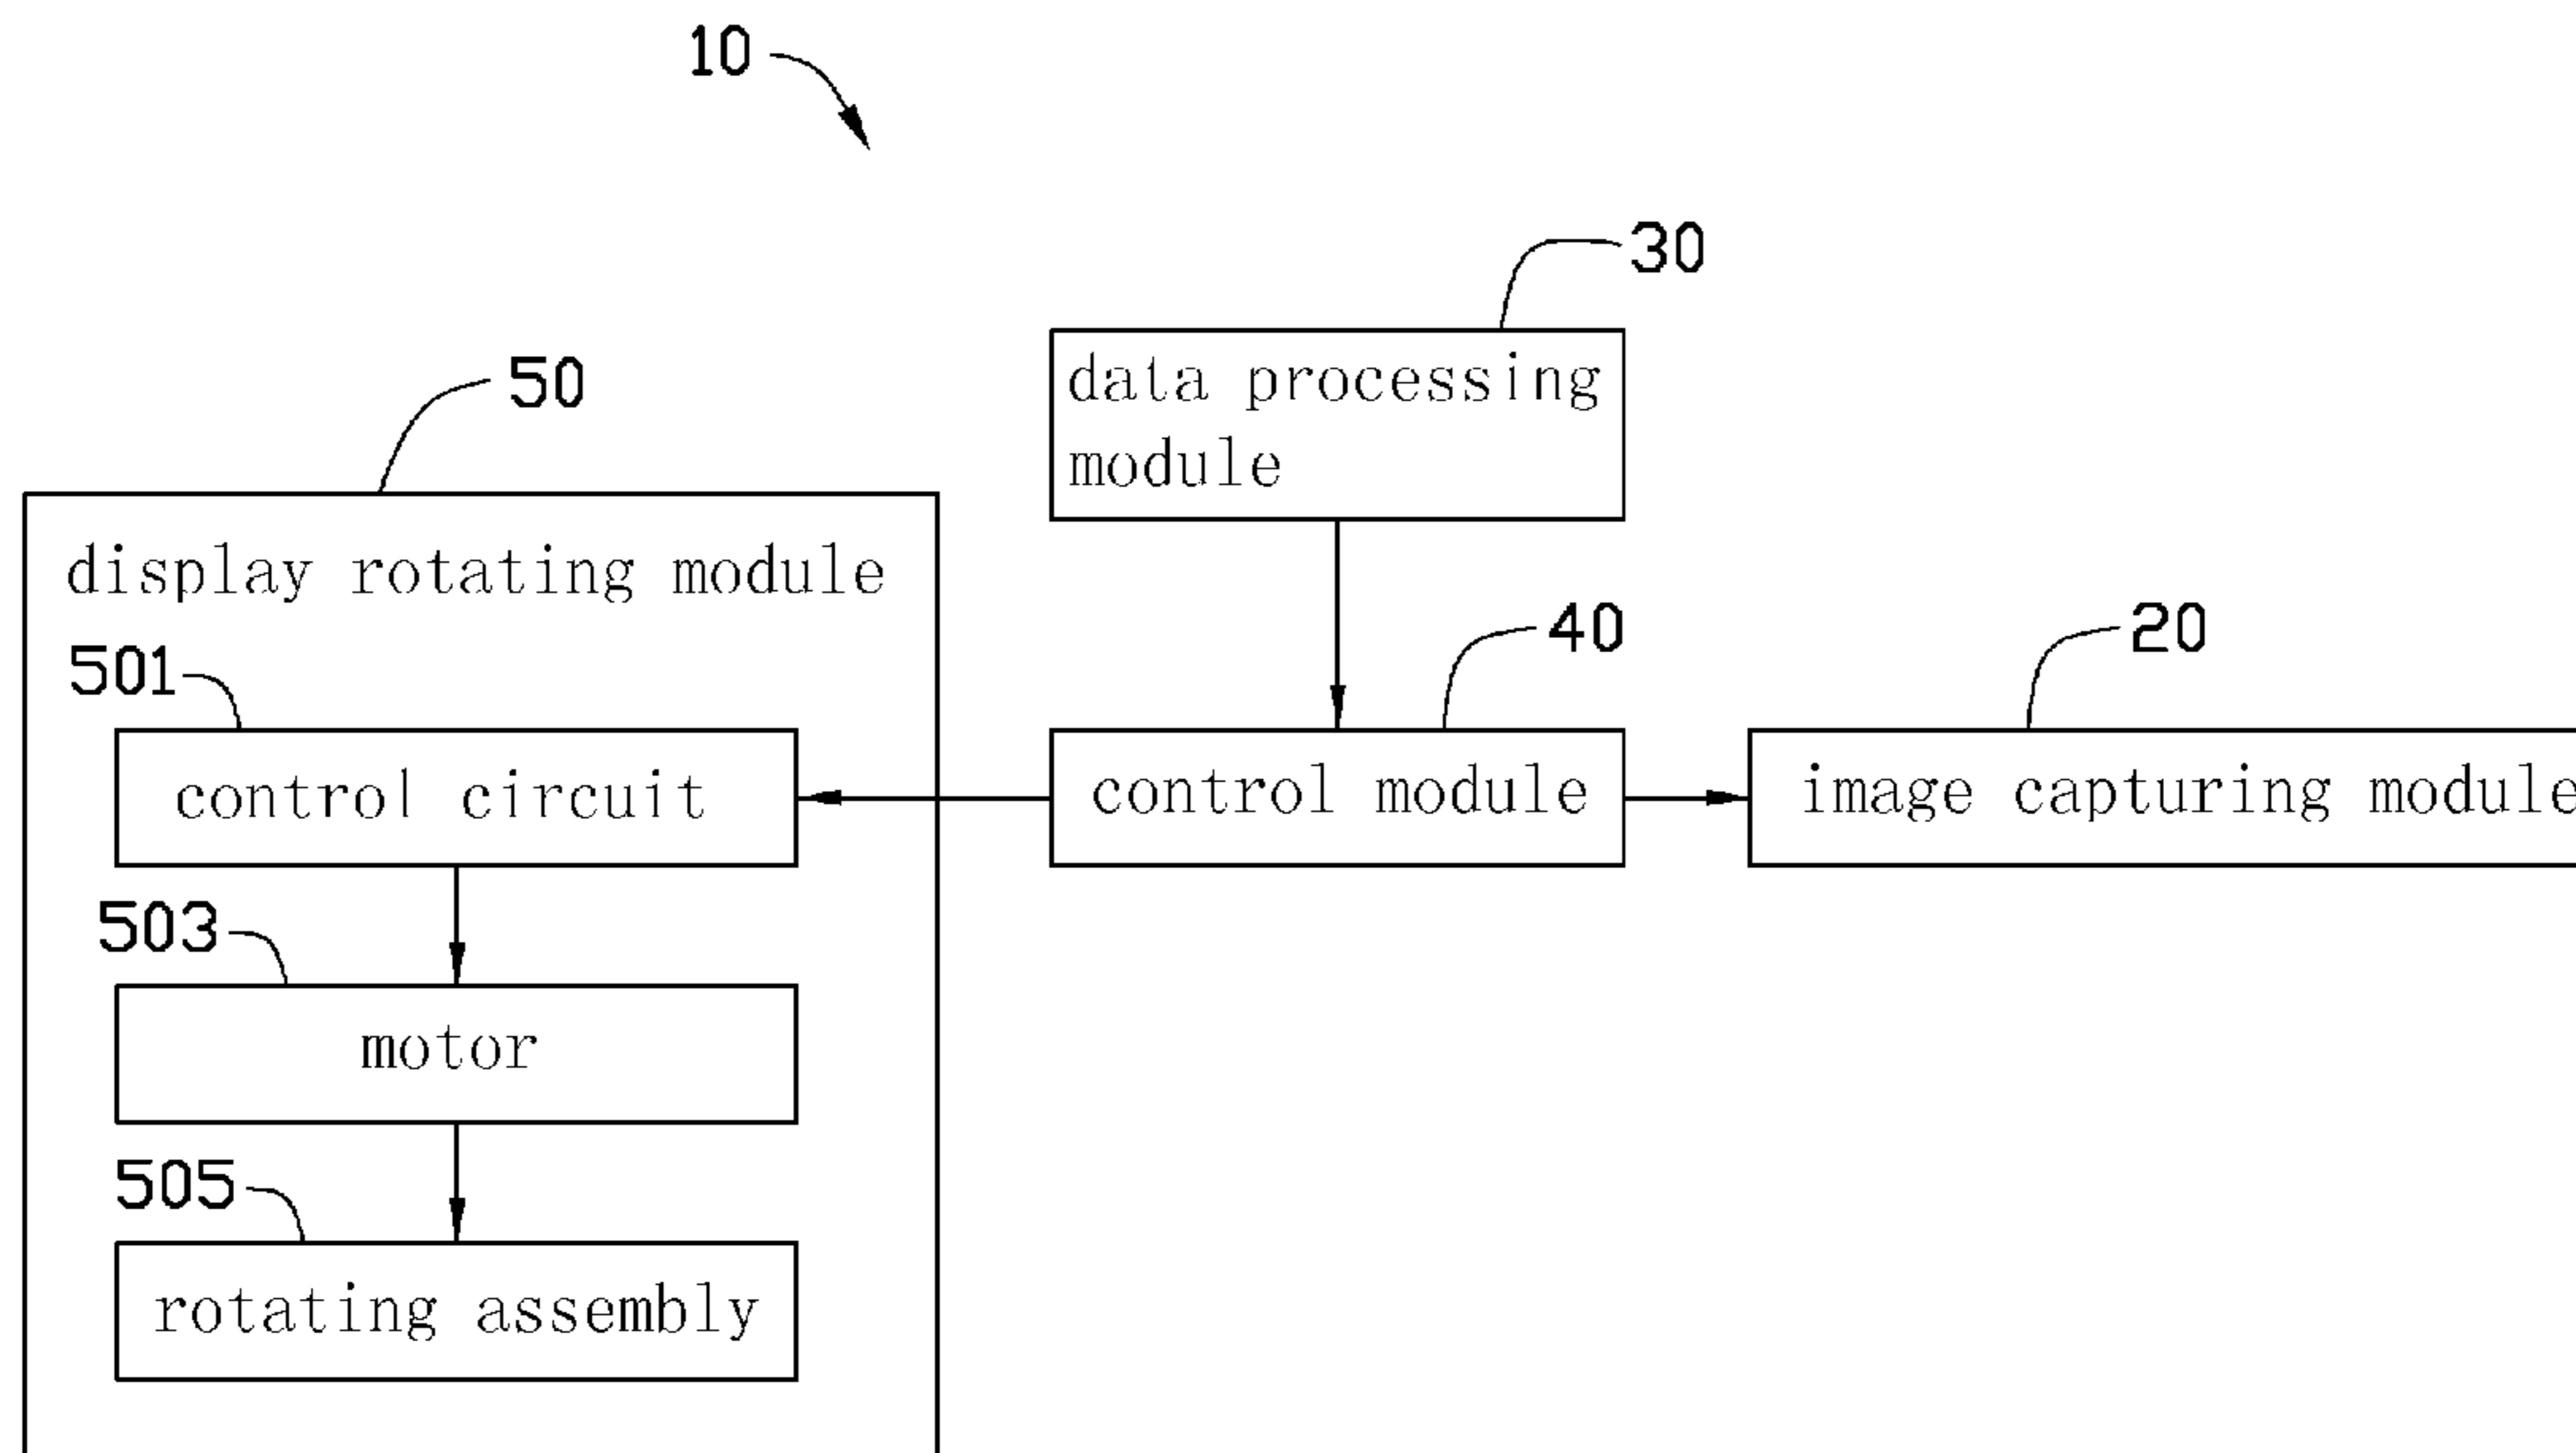 10
30
data processing
module
50
display rotating module
501
control circuit
40
control module
20
image capturing module
503
motor
505
rotating assembly